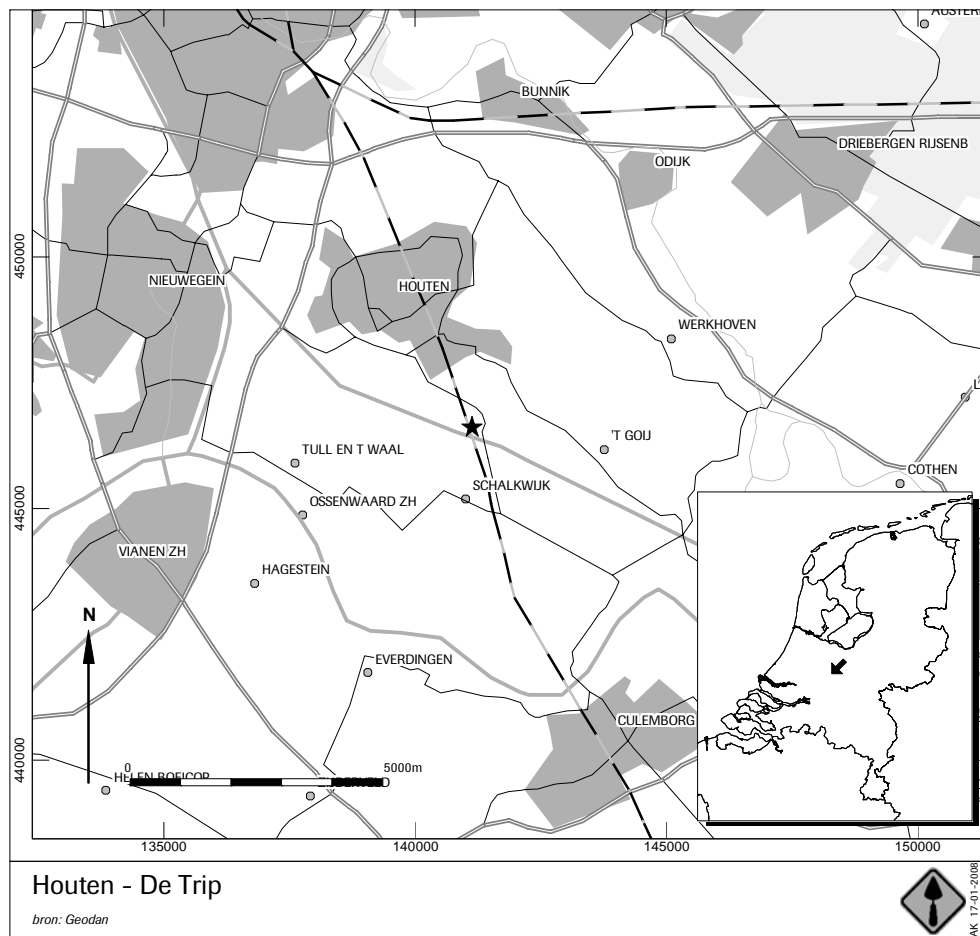 AUSTERL
BUNNIK
DRIEBERGEN RIJSENB
ODIJK
450000
NIEUWEGEIN
HOUTEN
WERKHOVEN
TULL EN T WAAL
'T GOIJ
COTHEN
SCHALKWIJK
OSSENWAARD ZH
445000
VIANEN ZH
HAGESTEIN
N
EVERDINGEN
CULEMBORG
440000
0
5000m
135000
140000
145000
150000
Houten - De Trip
bron: Geodan
AK 17-01-2008